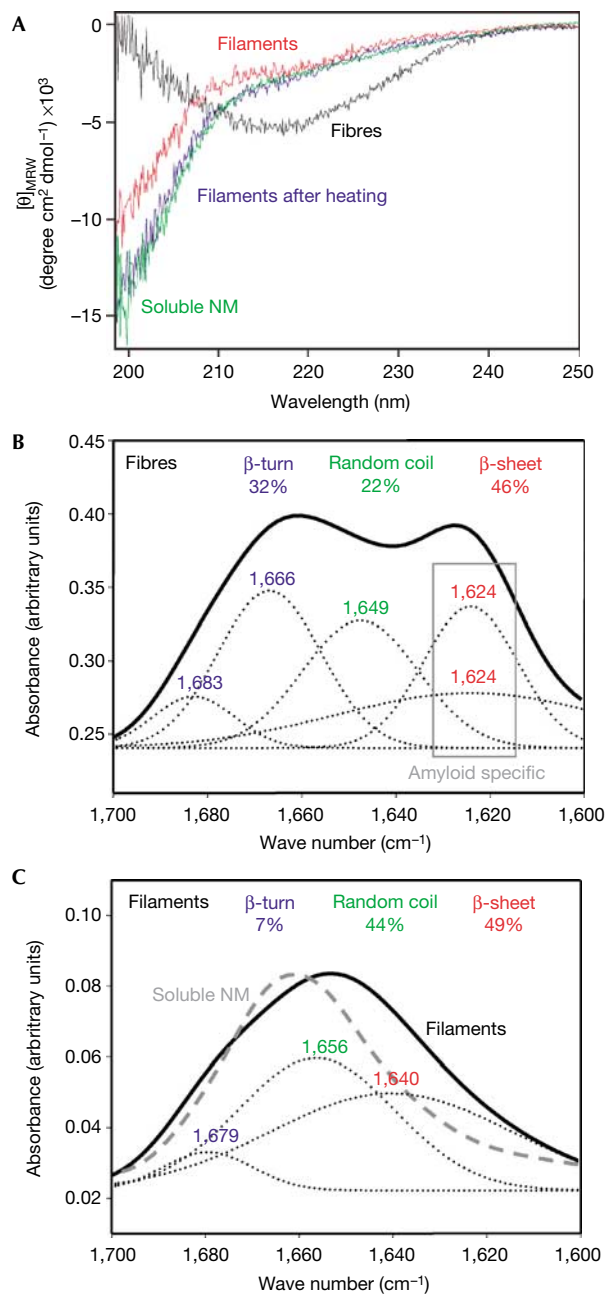 A
0
−5
−10
−15
[θ]MRW
(degree cm² dmol⁻¹) ×10³
Filaments
Fibres
Filaments after heating
Soluble NM
200 210 220 230 240 250
Wavelength (nm)
B
0.45
0.40
0.35
0.30
0.25
Absorbance (arbritrary units)
Fibres β-turn Random coil β-sheet
32% 22% 46%
1,666
1,649
1,624
1,683
1,624
Amyloid specific
1,700 1,680 1,660 1,640 1,620 1,600
Wave number (cm⁻¹)
C
0.10
0.08
0.06
0.04
0.02
Absorbance (arbritrary units)
Filaments β-turn Random coil β-sheet
7% 44% 49%
Soluble NM
Filaments
1,656
1,640
1,679
1,700 1,680 1,660 1,640 1,620 1,600
Wave number (cm⁻¹)